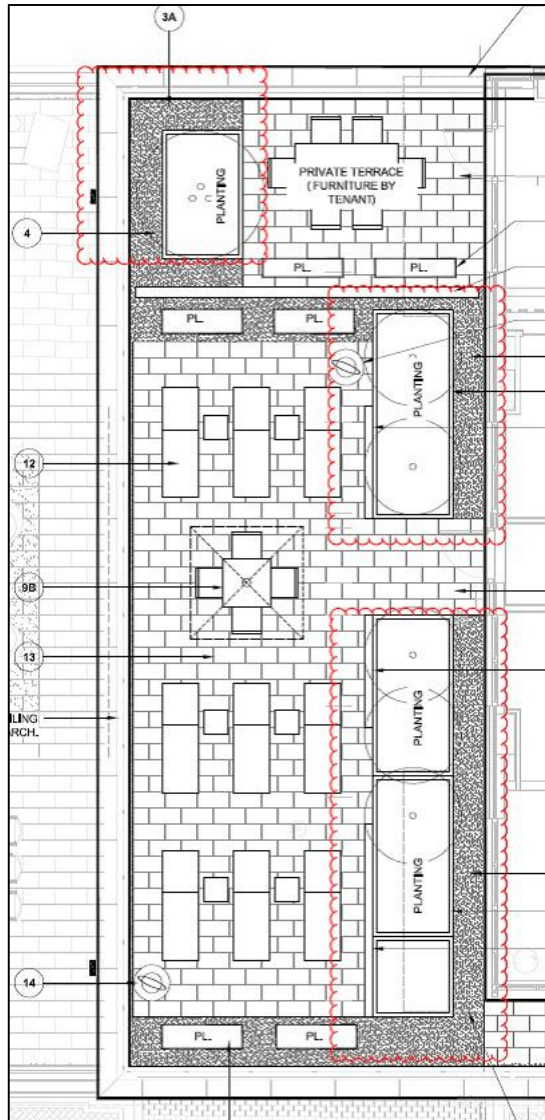 3A
PLANTING
PRIVATE TERRACE
(FURNITURE BY
TENANT)
4
PL.
PL.
PL.
PL.
PLANTING
12
9B
13
PLANTING
ILING
ARCH.
PLANTING
14
PL.
PL.